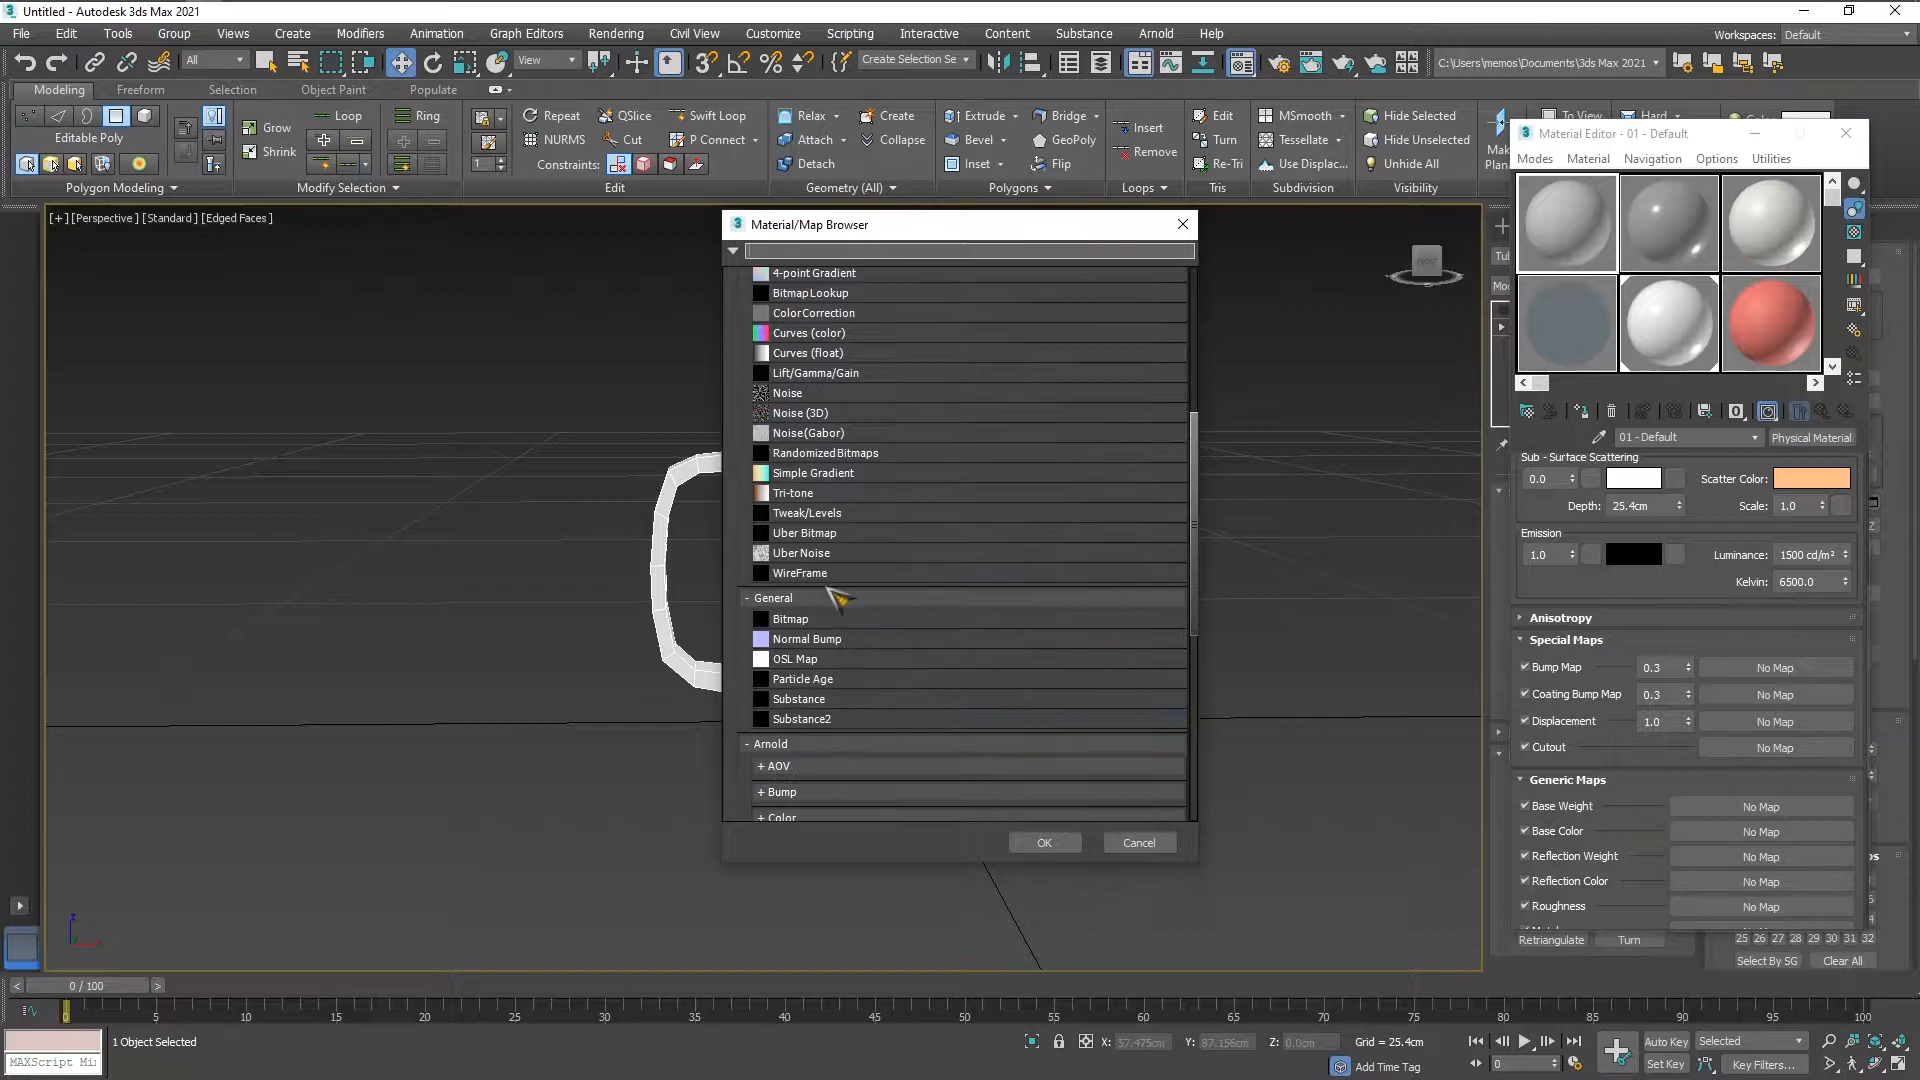 Untitled - Autodesk 3ds Max 2021
File Edit Tools Group Views Create Modifiers Animation Graph Editors Rendering Civil View Customize Scripting Interactive Content Substance Arnold Help
Workspaces: Default
All
View
Create Selection Se
C:\Users\memos\Documents\3ds Max 2021
Modeling Freeform Selection Object Paint Populate
Editable Poly
Polygon Modeling
Grow
Shrink
Loop
Ring
Modify Selection
1
Repeat QSlice Swift Loop
NURMS Cut P Connect
Constraints:
Edit
Relax Create
Attach Collapse
Detach
Geometry (All)
Extrude Bridge
Bevel GeoPoly
Inset Flip
Polygons
Insert
Remove
Loops
Edit
Turn
Re-Tri
Tris
MSmooth
Tessellate
Use Displac...
Subdivision
Hide Selected
Hide Unselected
Unhide All
Visibility
Mak
Plan
To View
Hard
[+] [Perspective] [Standard] [Edged Faces]
FRONT
Material/Map Browser
4-point Gradient
BitmapLookup
ColorCorrection
Curves (color)
Curves (float)
Lift/Gamma/Gain
Noise
Noise (3D)
Noise(Gabor)
RandomizedBitmaps
Simple Gradient
Tri-tone
Tweak/Levels
Uber Bitmap
Uber Noise
WireFrame
- General
Bitmap
Normal Bump
OSL Map
Particle Age
Substance
Substance2
- Arnold
+ AOV
+ Bump
+ Color
OK Cancel
Material Editor - 01 - Default
Modes Material Navigation Options Utilities
01 - Default
Physical Material
Sub - Surface Scattering
0.0
Scatter Color:
Depth: 25.4cm
Scale: 1.0
Emission
1.0
Luminance: 1500 cd/m²
Kelvin: 6500.0
Anisotropy
Special Maps
Bump Map 0.3 No Map
Coating Bump Map 0.3 No Map
Displacement 1.0 No Map
Cutout No Map
Generic Maps
Base Weight No Map
Base Color No Map
Reflection Weight No Map
Reflection Color No Map
Roughness No Map
Retriangulate Turn
25 26 27 28 29 30 31 32
Select By SG Clear All
< 0 / 100 >
0 5 10 15 20 25 30 35 40 45 50 55 60 65 70 75 80 85 90 95 100
1 Object Selected
MAXScript Mi
X: 57.475cm Y: 87.156cm Z: 0.0cm Grid = 25.4cm
Add Time Tag
0
Auto Key Selected
Set Key Key Filters...